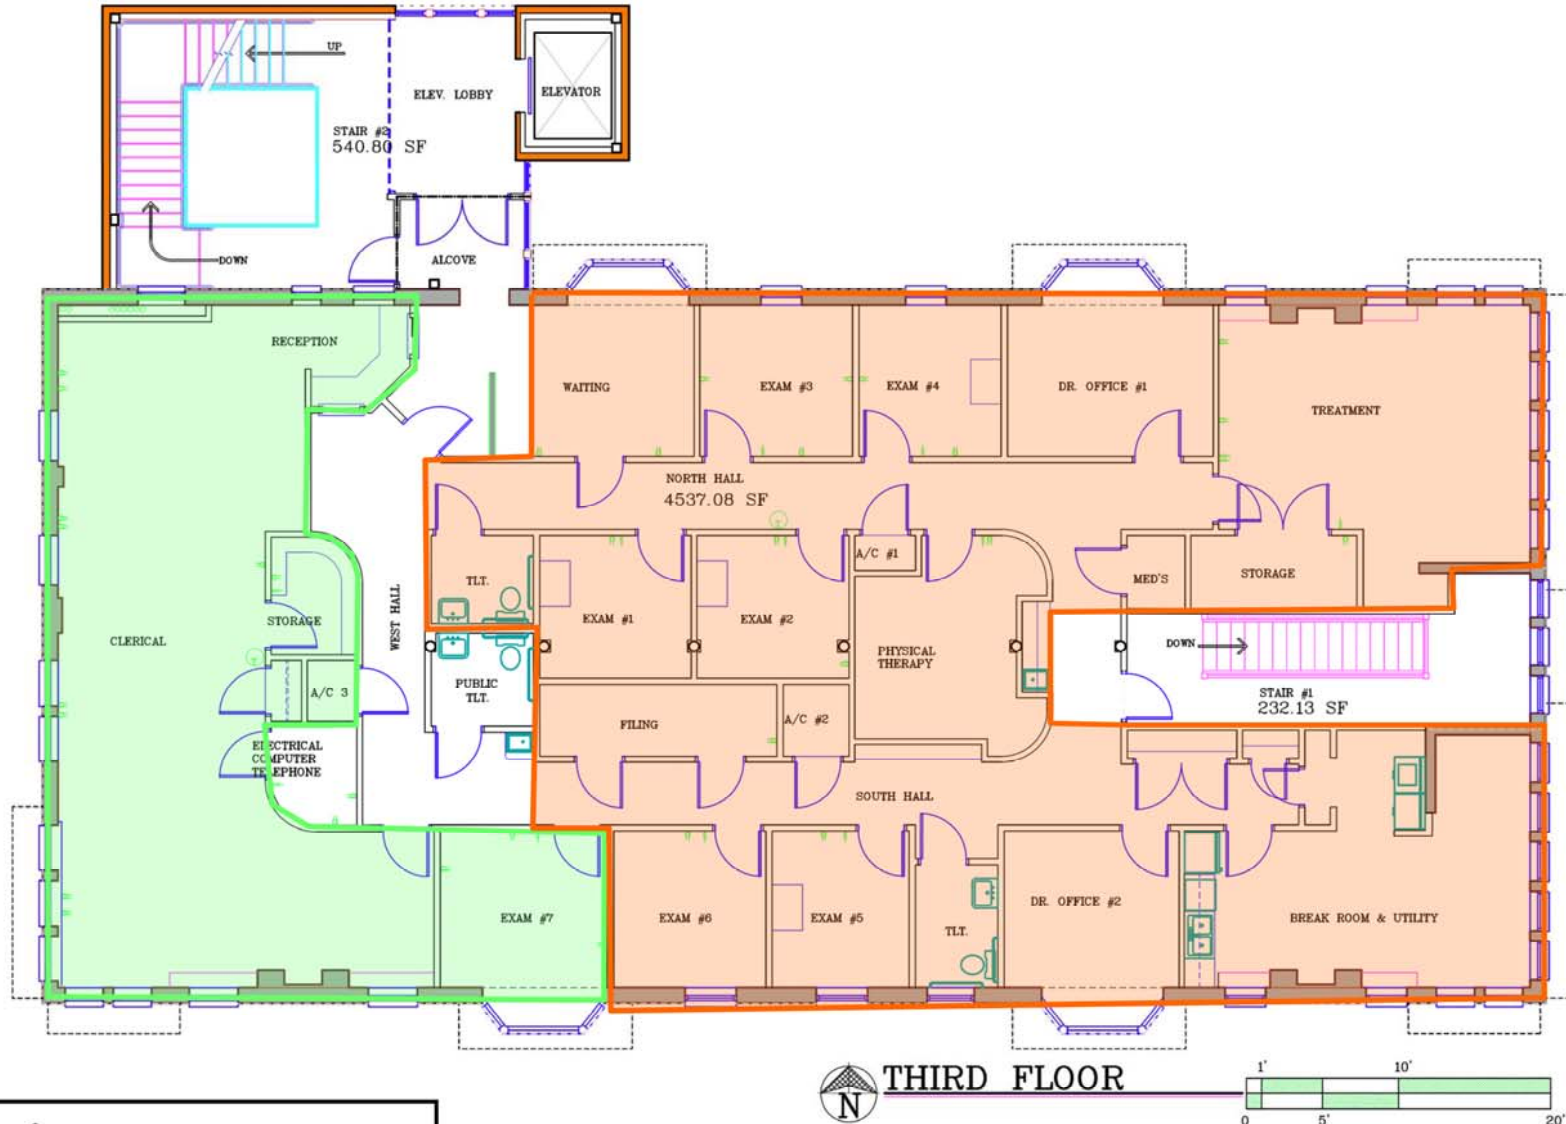 UP
ELEV. LOBBY
ELEVATOR
STAIR #2
540.80 SF
DOWN
ALCOVE
RECEPTION
WAITING
EXAM #3
EXAM #4
DR. OFFICE #1
TREATMENT
NORTH HALL
4537.08 SF
A/C #1
TLT.
MED'S
STORAGE
EXAM #1
EXAM #2
STORAGE
WEST HALL
CLERICAL
PHYSICAL
THERAPY
DOWN
PUBLIC
TLT.
A/C 3
STAIR #1
232.13 SF
FILING
A/C #2
ELECTRICAL
COMPUTER
TELEPHONE
SOUTH HALL
EXAM #7
EXAM #6
EXAM #5
TLT.
DR. OFFICE #2
BREAK ROOM & UTILITY
N
THIRD FLOOR
1'
10'
0
5'
20'